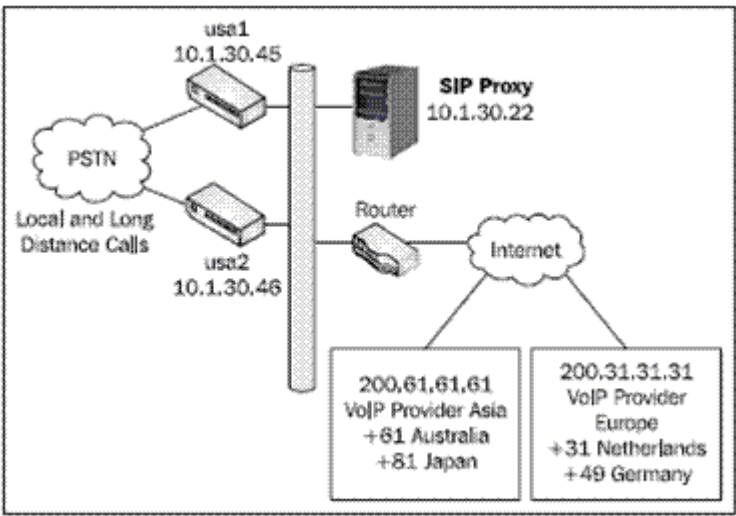 usa1
10.1.30.45
SIP Proxy
10.1.30.22
PSTN
Local and Long
Distance Calls
usa2
10.1.30.46
Router
Internet
200.61.61.61
VoIP Provider Asia
+61 Australia
+81 Japan
200.31.31.31
VoIP Provider
Europe
+31 Netherlands
+49 Germany